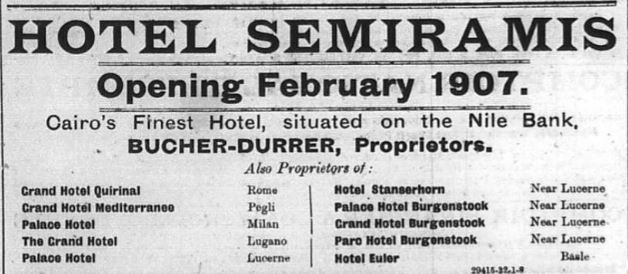 HOTEL SEMIRAMIS
Opening February 1907.
Cairo's Finest Hotel, situated on the Nile Bank,
BUCHER-DURRER, Proprietors.
Also Proprietors of:
Grand Hotel Quirinal Rome
Grand Hotel Mediterranee Pegli
Palace Hotel Milan
The Grand Hotel Lugano
Palace Hotel Lucerne
Hotel Stanserhorn Near Lucerne
Palace Hotel Burgenstock Near Lucerne
Grand Hotel Burgenstock Near Lucerne
Parc Hotel Burgenstock Near Lucerne
Hotel Euler Basle
29415-32-1-9